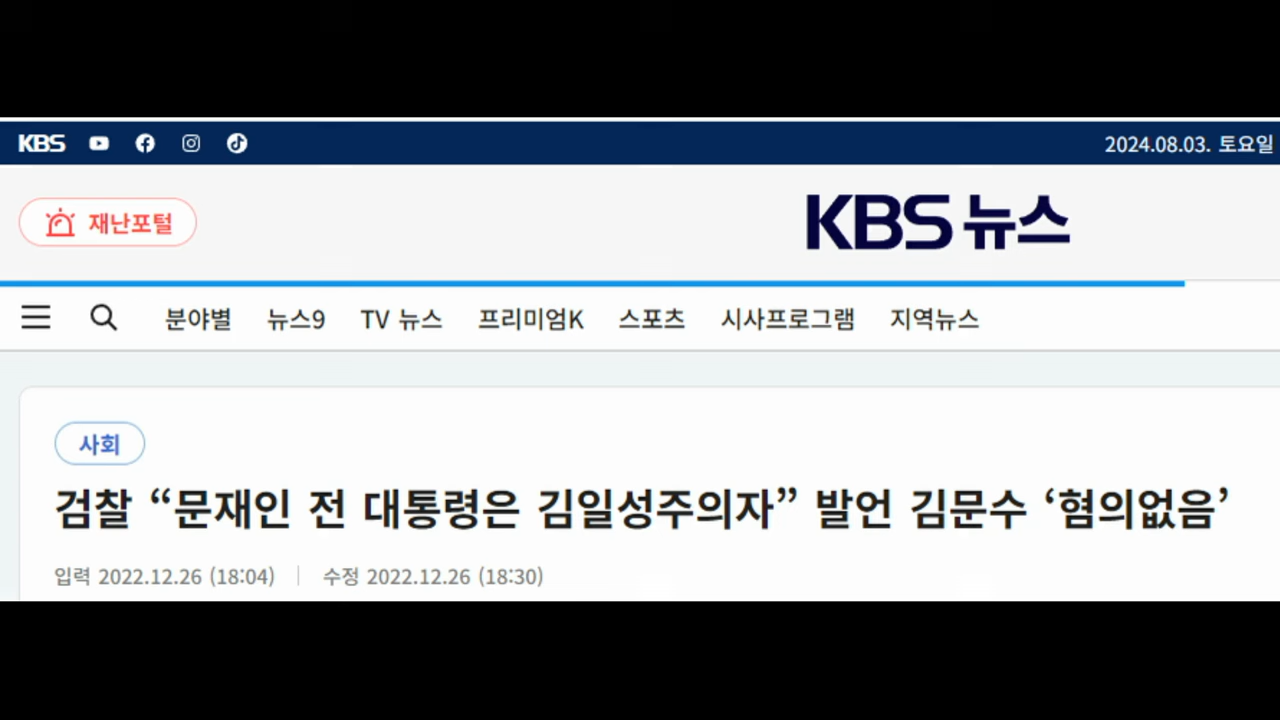 KBS 2024.08.03. 토요일
재난포털 KBS 뉴스
분야별 뉴스9 TV 뉴스 프리미엄K 스포츠 시사프로그램 지역뉴스
사회
검찰 “문재인 전 대통령은 김일성주의자” 발언 김문수 ‘혐의없음’
입력 2022.12.26 (18:04) | 수정 2022.12.26 (18:30)